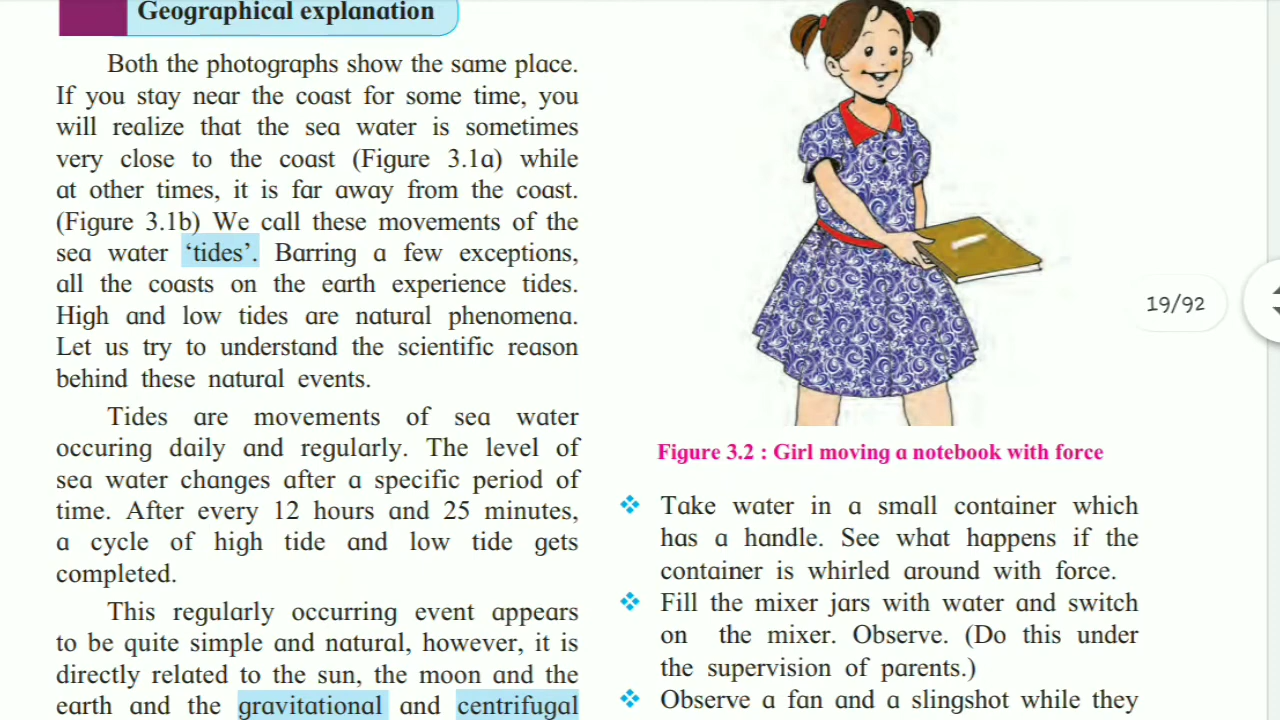 Geographical explanation
Both the photographs show the same place.
If you stay near the coast for some time, you
will realize that the sea water is sometimes
very close to the coast (Figure 3.1a) while
at other times, it is far away from the coast.
(Figure 3.1b) We call these movements of the
sea water ‘tides’. Barring a few exceptions,
all the coasts on the earth experience tides.
High and low tides are natural phenomena.
Let us try to understand the scientific reason
behind these natural events.
Tides are movements of sea water
occuring daily and regularly. The level of
sea water changes after a specific period of
time. After every 12 hours and 25 minutes,
a cycle of high tide and low tide gets
completed.
This regularly occurring event appears
to be quite simple and natural, however, it is
directly related to the sun, the moon and the
earth and the gravitational and centrifugal
Figure 3.2 : Girl moving a notebook with force
Take water in a small container which
has a handle. See what happens if the
container is whirled around with force.
Fill the mixer jars with water and switch
on the mixer. Observe. (Do this under
the supervision of parents.)
Observe a fan and a slingshot while they
19/92